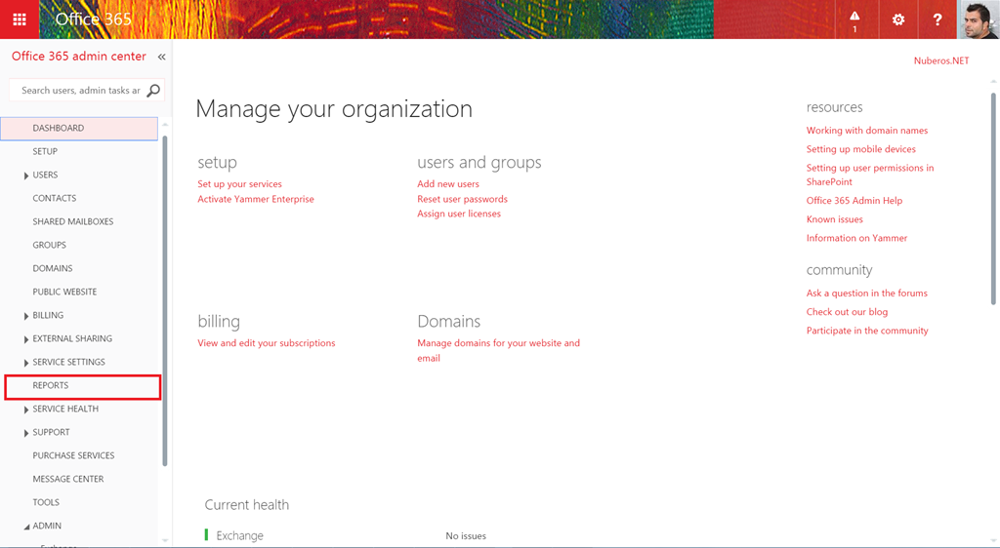 Office 365
1
?
Office 365 admin center «
Nuberos.NET
Search users, admin tasks ar
DASHBOARD
SETUP
USERS
CONTACTS
SHARED MAILBOXES
GROUPS
DOMAINS
PUBLIC WEBSITE
BILLING
EXTERNAL SHARING
SERVICE SETTINGS
REPORTS
SERVICE HEALTH
SUPPORT
PURCHASE SERVICES
MESSAGE CENTER
TOOLS
ADMIN
Exchange
Manage your organization
setup
Set up your services
Activate Yammer Enterprise
users and groups
Add new users
Reset user passwords
Assign user licenses
billing
View and edit your subscriptions
Domains
Manage domains for your website and
email
Current health
Exchange
No issues
resources
Working with domain names
Setting up mobile devices
Setting up user permissions in
SharePoint
Office 365 Admin Help
Known issues
Information on Yammer
community
Ask a question in the forums
Check out our blog
Participate in the community